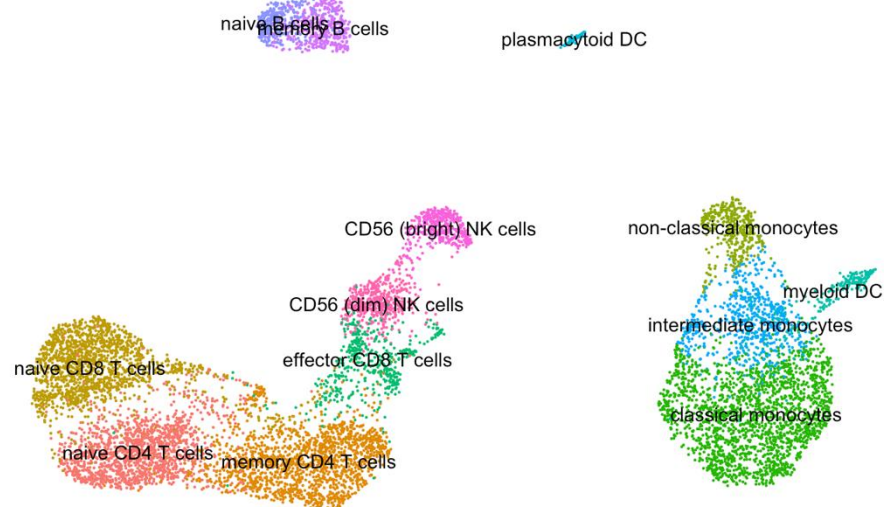 naive B cells
memory B cells
plasmacytoid DC
CD56 (bright) NK cells
non-classical monocytes
myeloid DC
CD56 (dim) NK cells
intermediate monocytes
effector CD8 T cells
naive CD8 T cells
classical monocytes
naive CD4 T cells
memory CD4 T cells